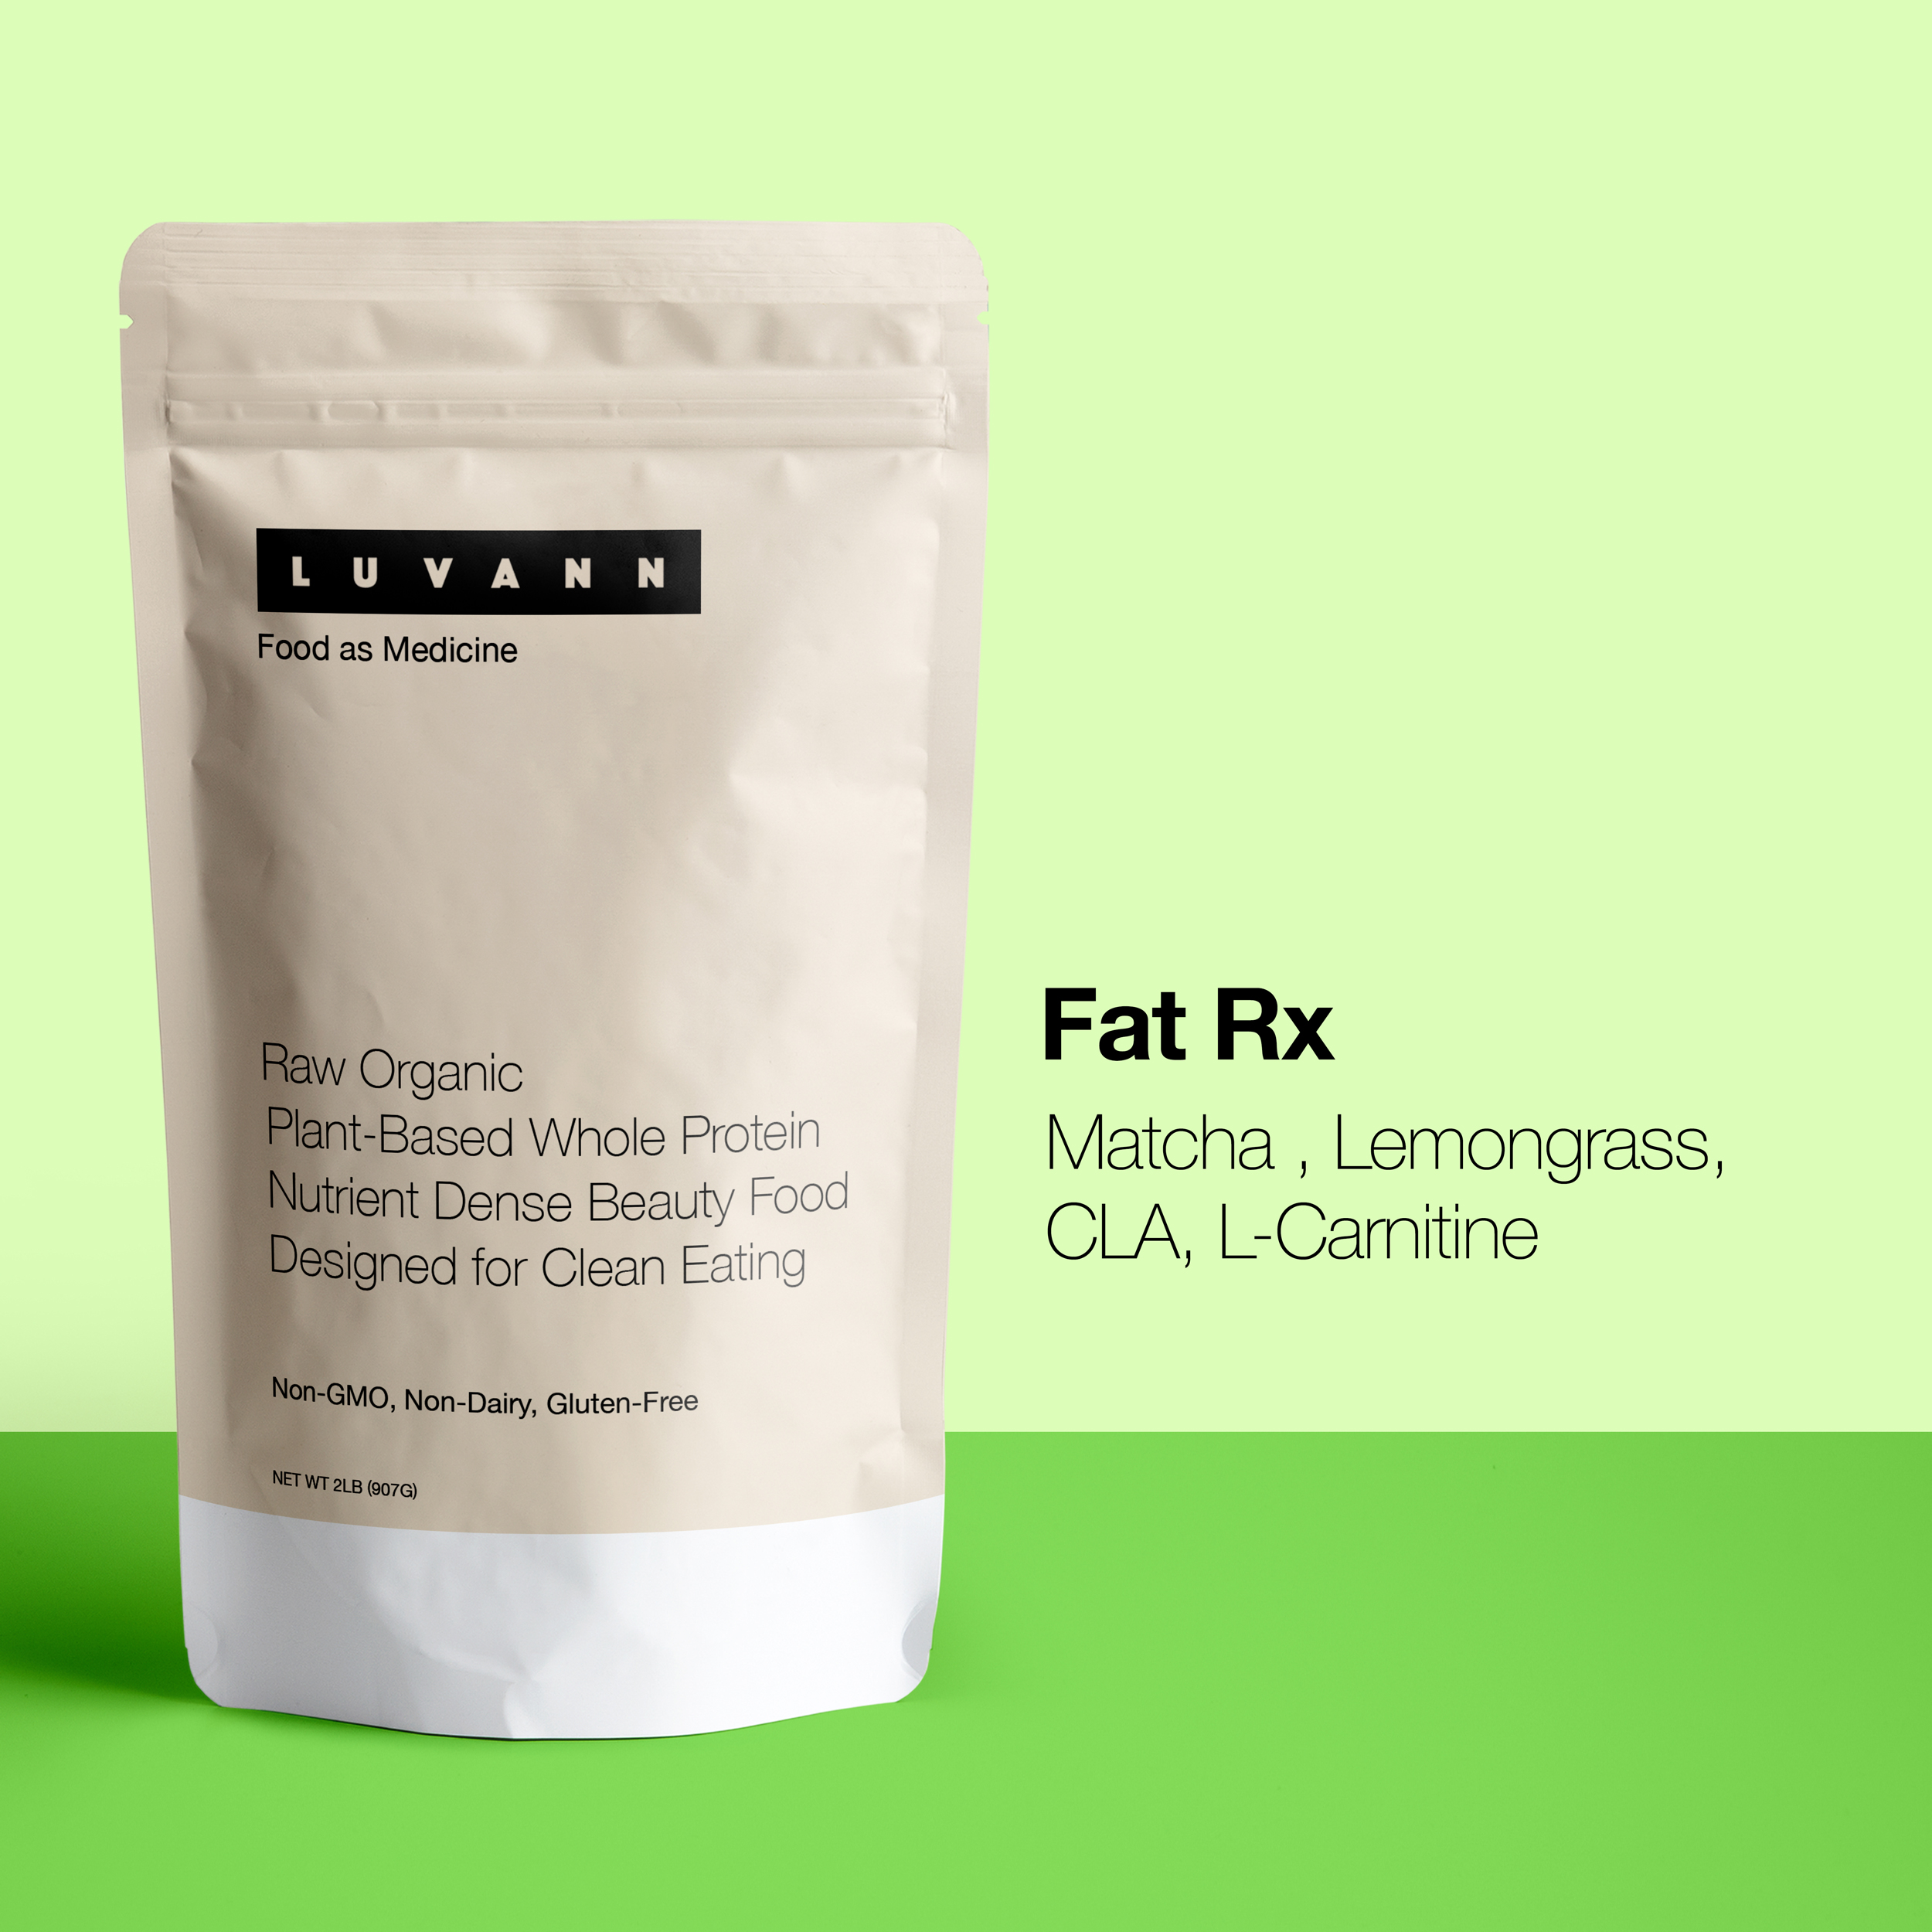 LUVANN
Food as Medicine
Raw Organic
Plant-Based Whole Protein
Nutrient Dense Beauty Food
Designed for Clean Eating
Non-GMO, Non-Dairy, Gluten-Free
NET WT 2LB (907G)
Fat Rx
Matcha , Lemongrass,
CLA, L-Carnitine